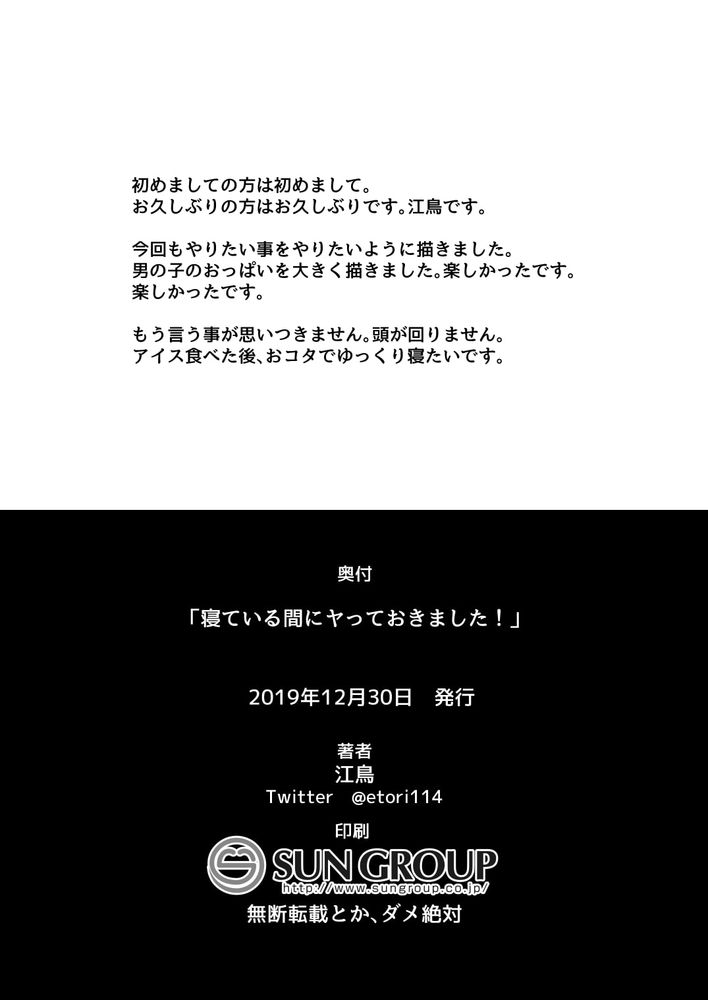 初めましての方は初めまして。
お久しぶりの方はお久しぶりです。江鳥です。
今回もやりたい事をやりたいように描きました。
男の子のおっぱいを大きく描きました。楽しかったです。
楽しかったです。
もう言う事が思いつきません。頭が回りません。
アイス食べた後、おコタでゆっくり寝たいです。
奥付
「寝ている間にヤっておきました！」
2019年12月30日　発行
著者
江鳥
Twitter　@etori114
印刷
SUN GROUP
http://www.sungroup.co.jp/
無断転載とか、ダメ絶対